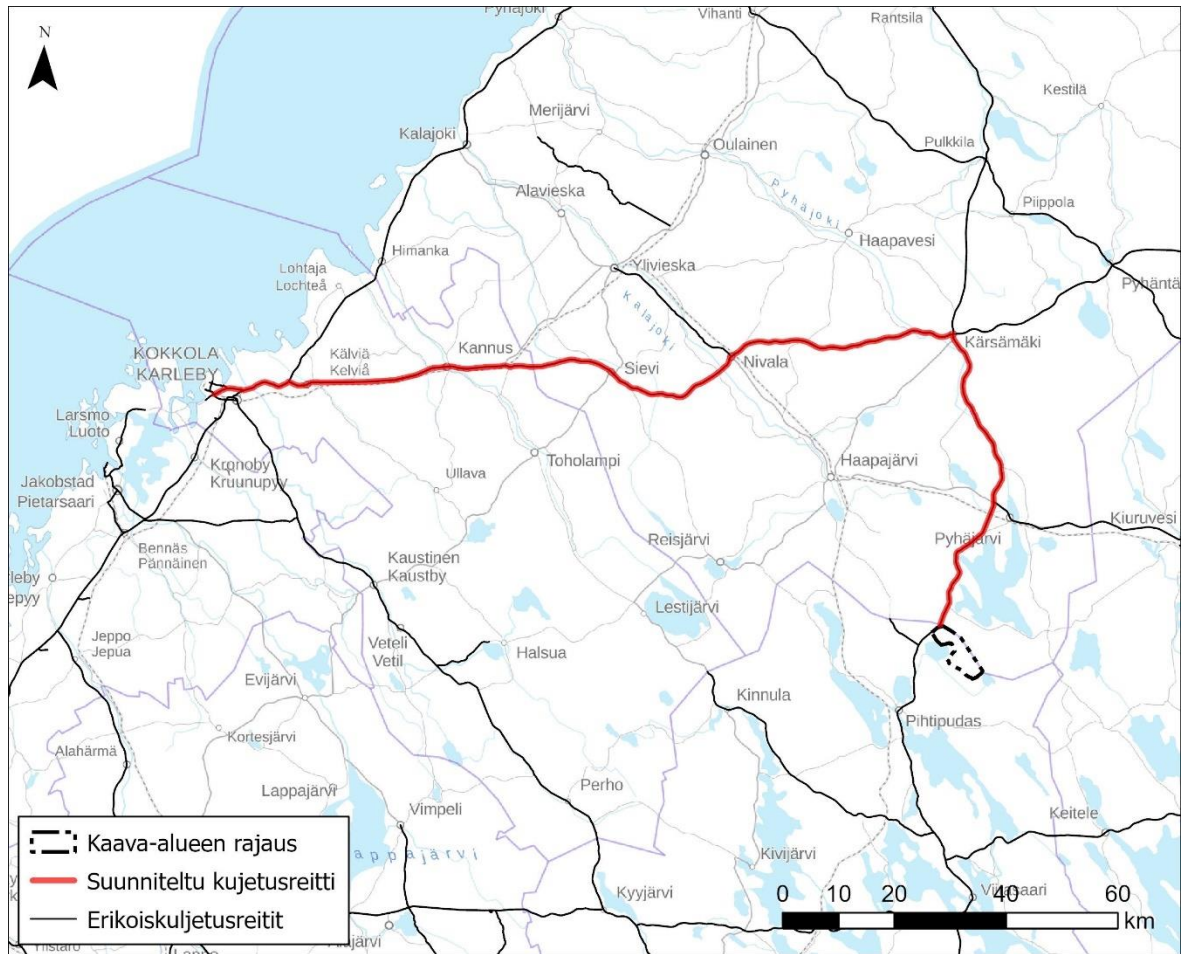 N
Pyhäjoki
Vihanti
Rantsila
Kestilä
Merijärvi
Kalajoki
Oulainen
Pulkkila
Alavieska
Pyhäjoki
Piippola
Haapavesi
Himanka
Ylivieska
Lohtaja
Lochteå
Kalajoki
Pyhäntä
KOKKOLA
KARLEBY
Kälviä
Kelviå
Kannus
Sievi
Nivala
Kärsämäki
Larsmo
Luoto
Kronoby
Kruunupyy
Toholampi
Haapajärvi
Ullava
Jakobstad
Pietarsaari
Kiuruvesi
Reisjärvi
Pyhäjärvi
Bennäs
Pännäinen
Kaustinen
Kaustby
Lestijärvi
Jeppo
Jepua
Veteli
Vetil
Halsua
Evijärvi
Kinnula
Pihtipudas
Kortesjärvi
Alahärmä
Lappajärvi
Perho
Vimpeli
Keitele
Kivijärvi
Kyyjärvi
Kaava-alueen rajaus
Suunniteltu kujetusreitti
Erikoiskuljetusreitit
0 10 20 40 60
km